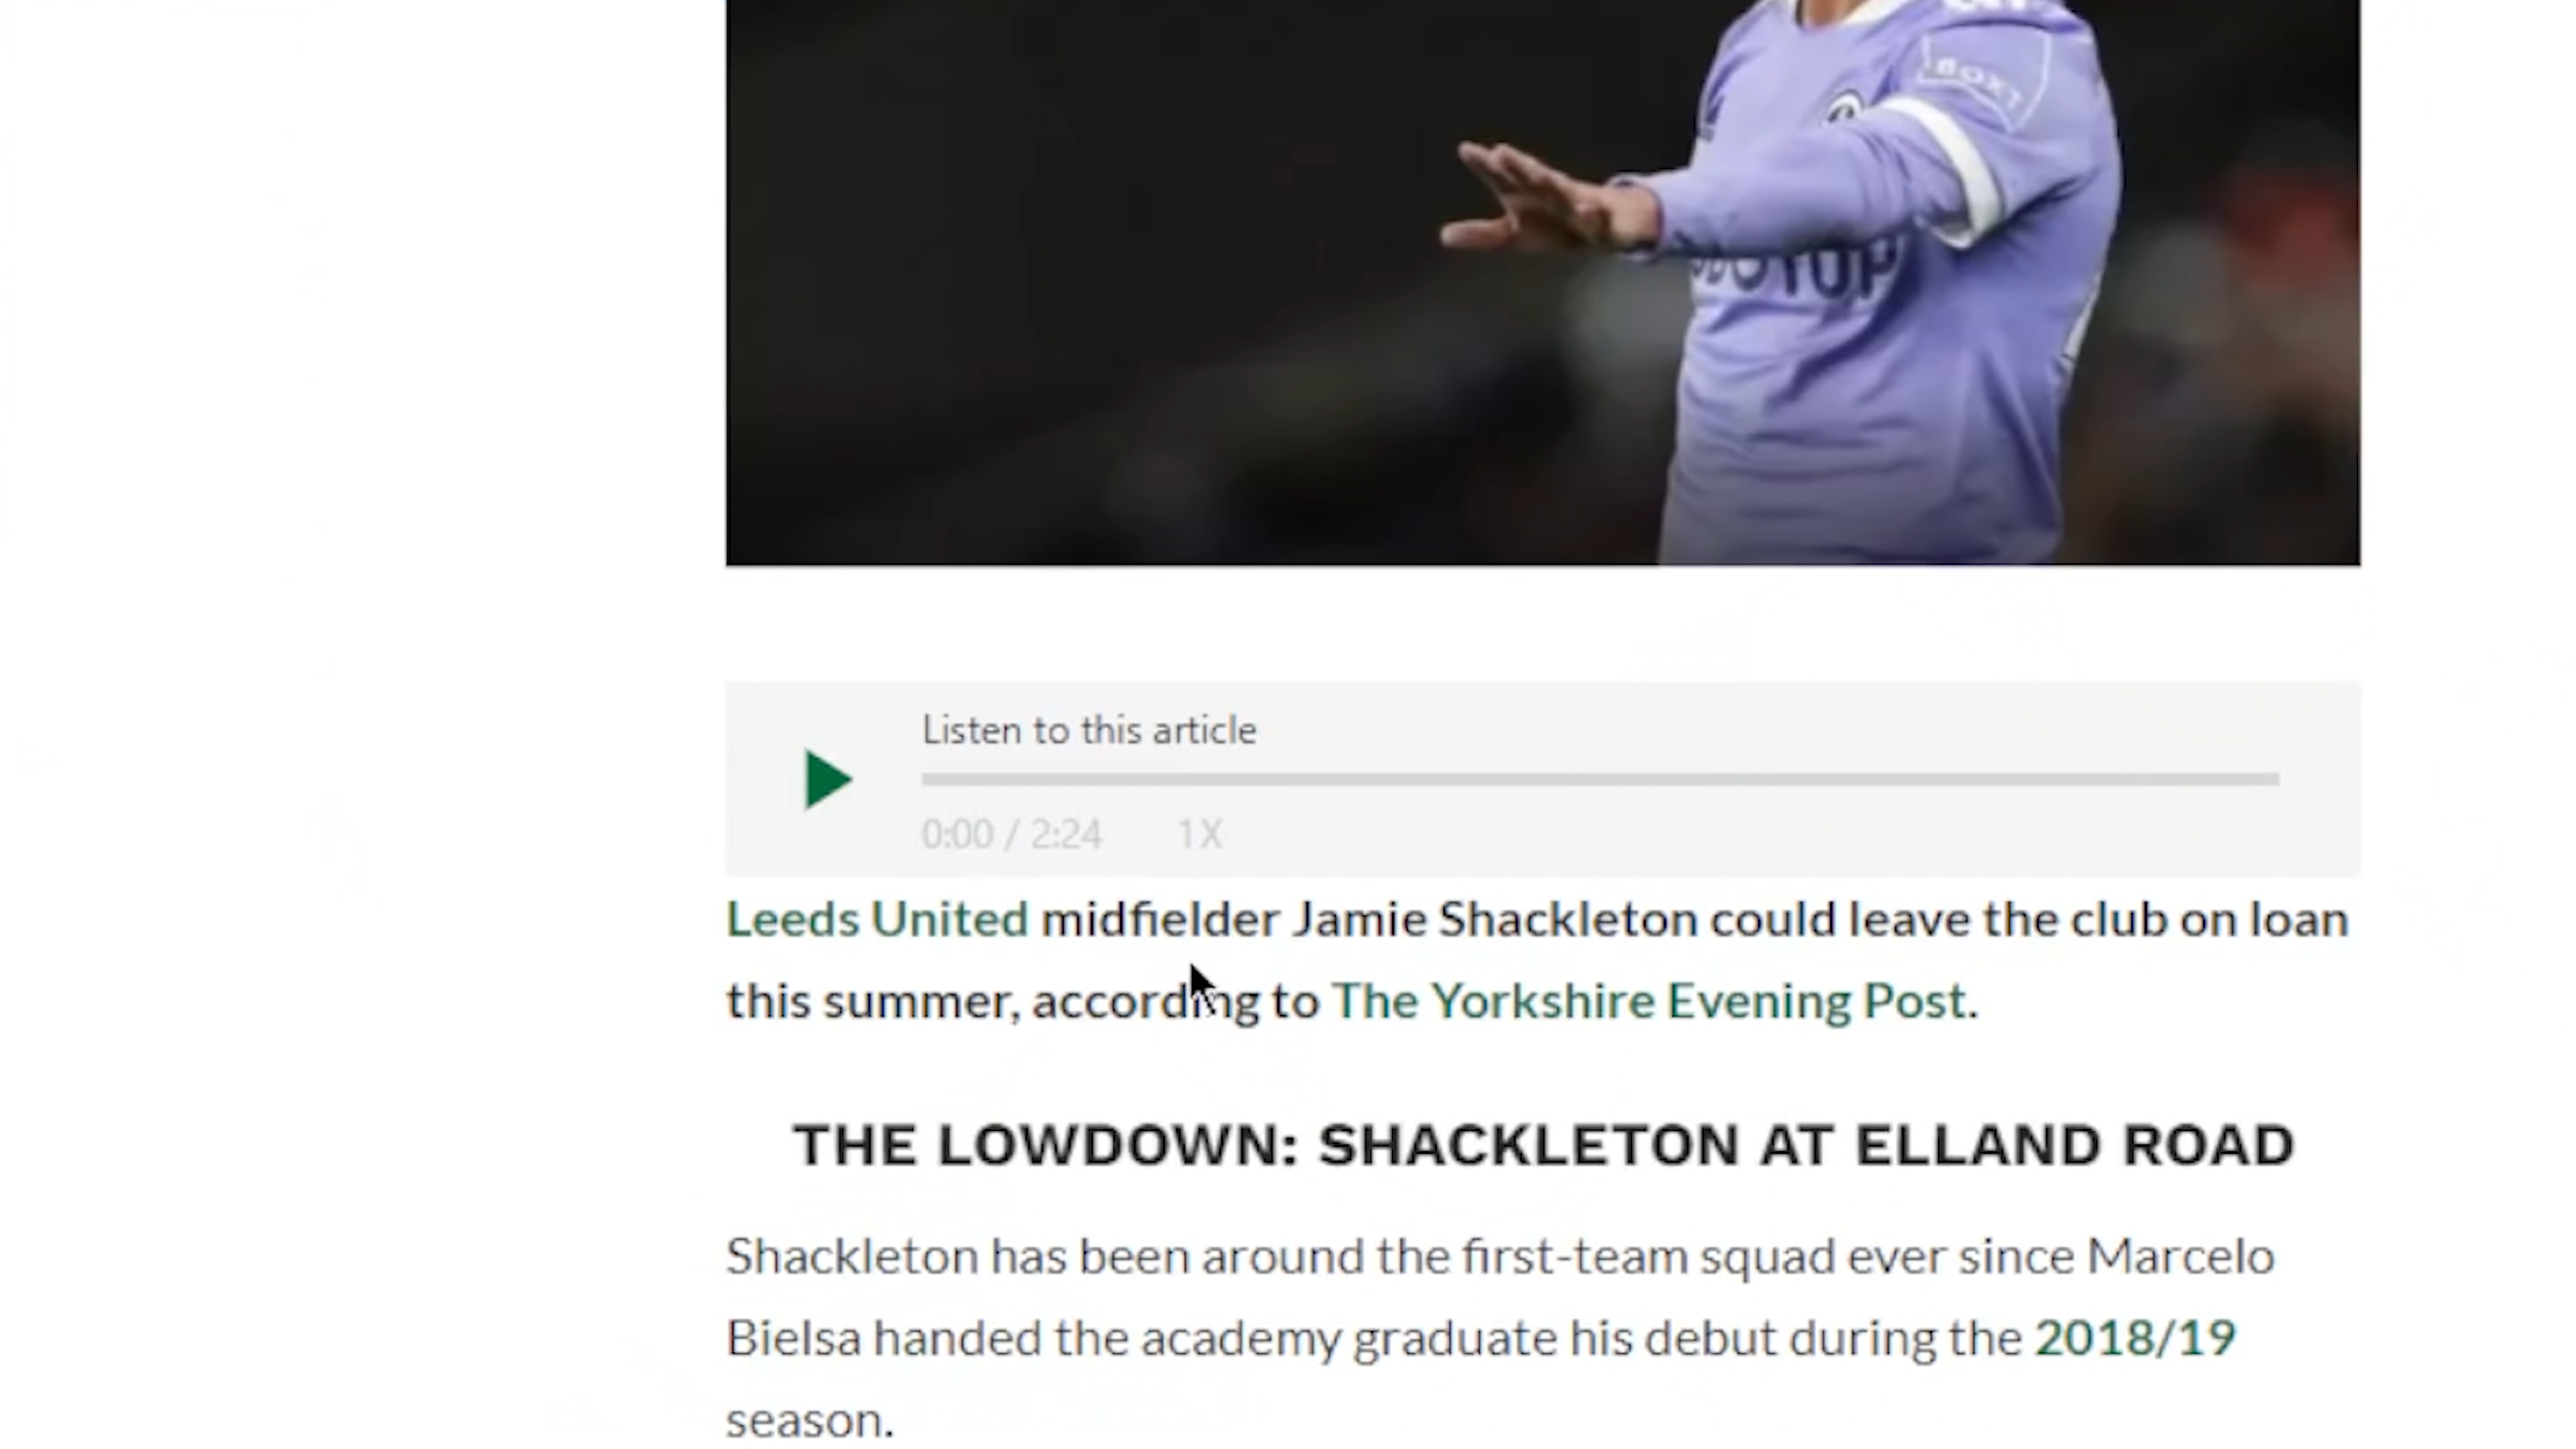 BOXT
Listen to this article
0:00 / 2:24 1X
Leeds United midfielder Jamie Shackleton could leave the club on loan
this summer, according to The Yorkshire Evening Post.
THE LOWDOWN: SHACKLETON AT ELLAND ROAD
Shackleton has been around the first-team squad ever since Marcelo
Bielsa handed the academy graduate his debut during the 2018/19
season.